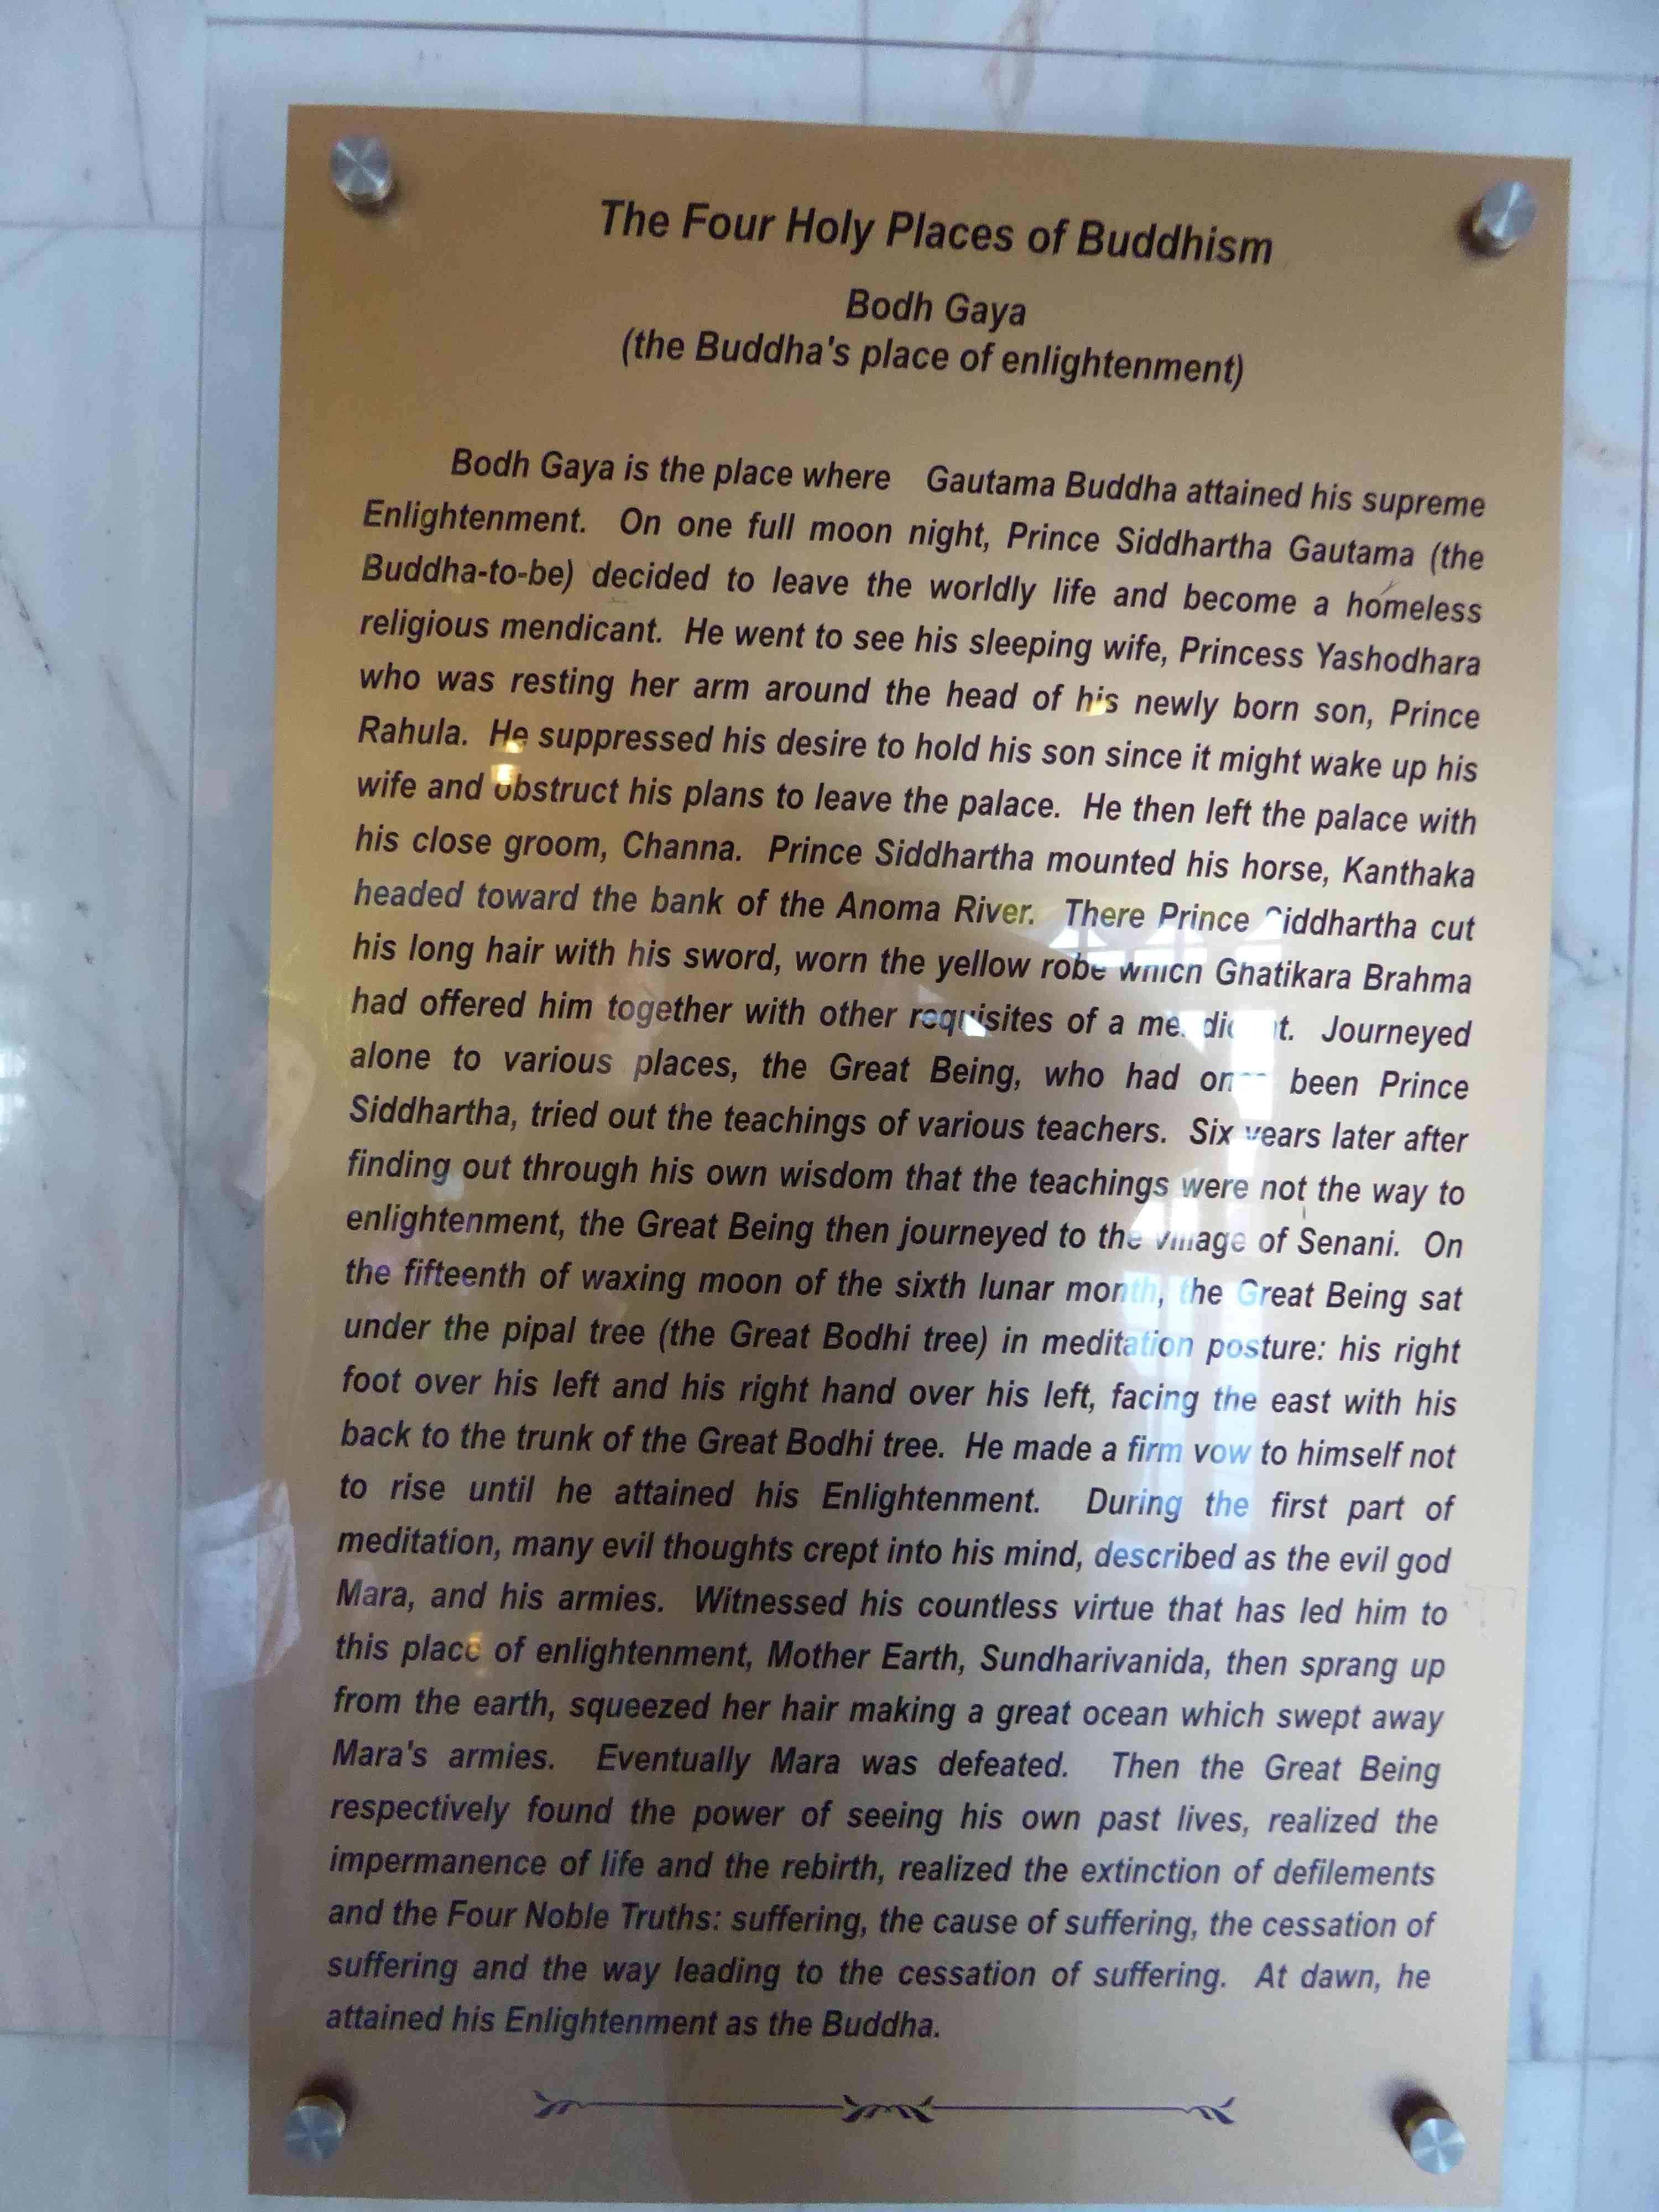 The Four Holy Places of Buddhism
Bodh Gaya
(the Buddha's place of enlightenment)
Bodh Gaya is the place where Gautama Buddha attained his supreme
Enlightenment. On one full moon night, Prince Siddhartha Gautama (the
Buddha-to-be) decided to leave the worldly life and become a homeless
religious mendicant. He went to see his sleeping wife, Princess Yashodhara
who was resting her arm around the head of his newly born son, Prince
Rahula. He suppressed his desire to hold his son since it might wake up his
wife and obstruct his plans to leave the palace. He then left the palace with
his close groom, Channa. Prince Siddhartha mounted his horse, Kanthaka
headed toward the bank of the Anoma River. There Prince Siddhartha cut
his long hair with his sword, worn the yellow robe which Ghatikara Brahma
had offered him together with other requisites of a mendicant. Journeyed
alone to various places, the Great Being, who had once been Prince
Siddhartha, tried out the teachings of various teachers. Six years later after
finding out through his own wisdom that the teachings were not the way to
enlightenment, the Great Being then journeyed to the village of Senani. On
the fifteenth of waxing moon of the sixth lunar month, the Great Being sat
under the pipal tree (the Great Bodhi tree) in meditation posture: his right
foot over his left and his right hand over his left, facing the east with his
back to the trunk of the Great Bodhi tree. He made a firm vow to himself not
to rise until he attained his Enlightenment. During the first part of
meditation, many evil thoughts crept into his mind, described as the evil god
Mara, and his armies. Witnessed his countless virtue that has led him to
this place of enlightenment, Mother Earth, Sundharivanida, then sprang up
from the earth, squeezed her hair making a great ocean which swept away
Mara's armies. Eventually Mara was defeated. Then the Great Being
respectively found the power of seeing his own past lives, realized the
impermanence of life and the rebirth, realized the extinction of defilements
and the Four Noble Truths: suffering, the cause of suffering, the cessation of
suffering and the way leading to the cessation of suffering. At dawn, he
attained his Enlightenment as the Buddha.